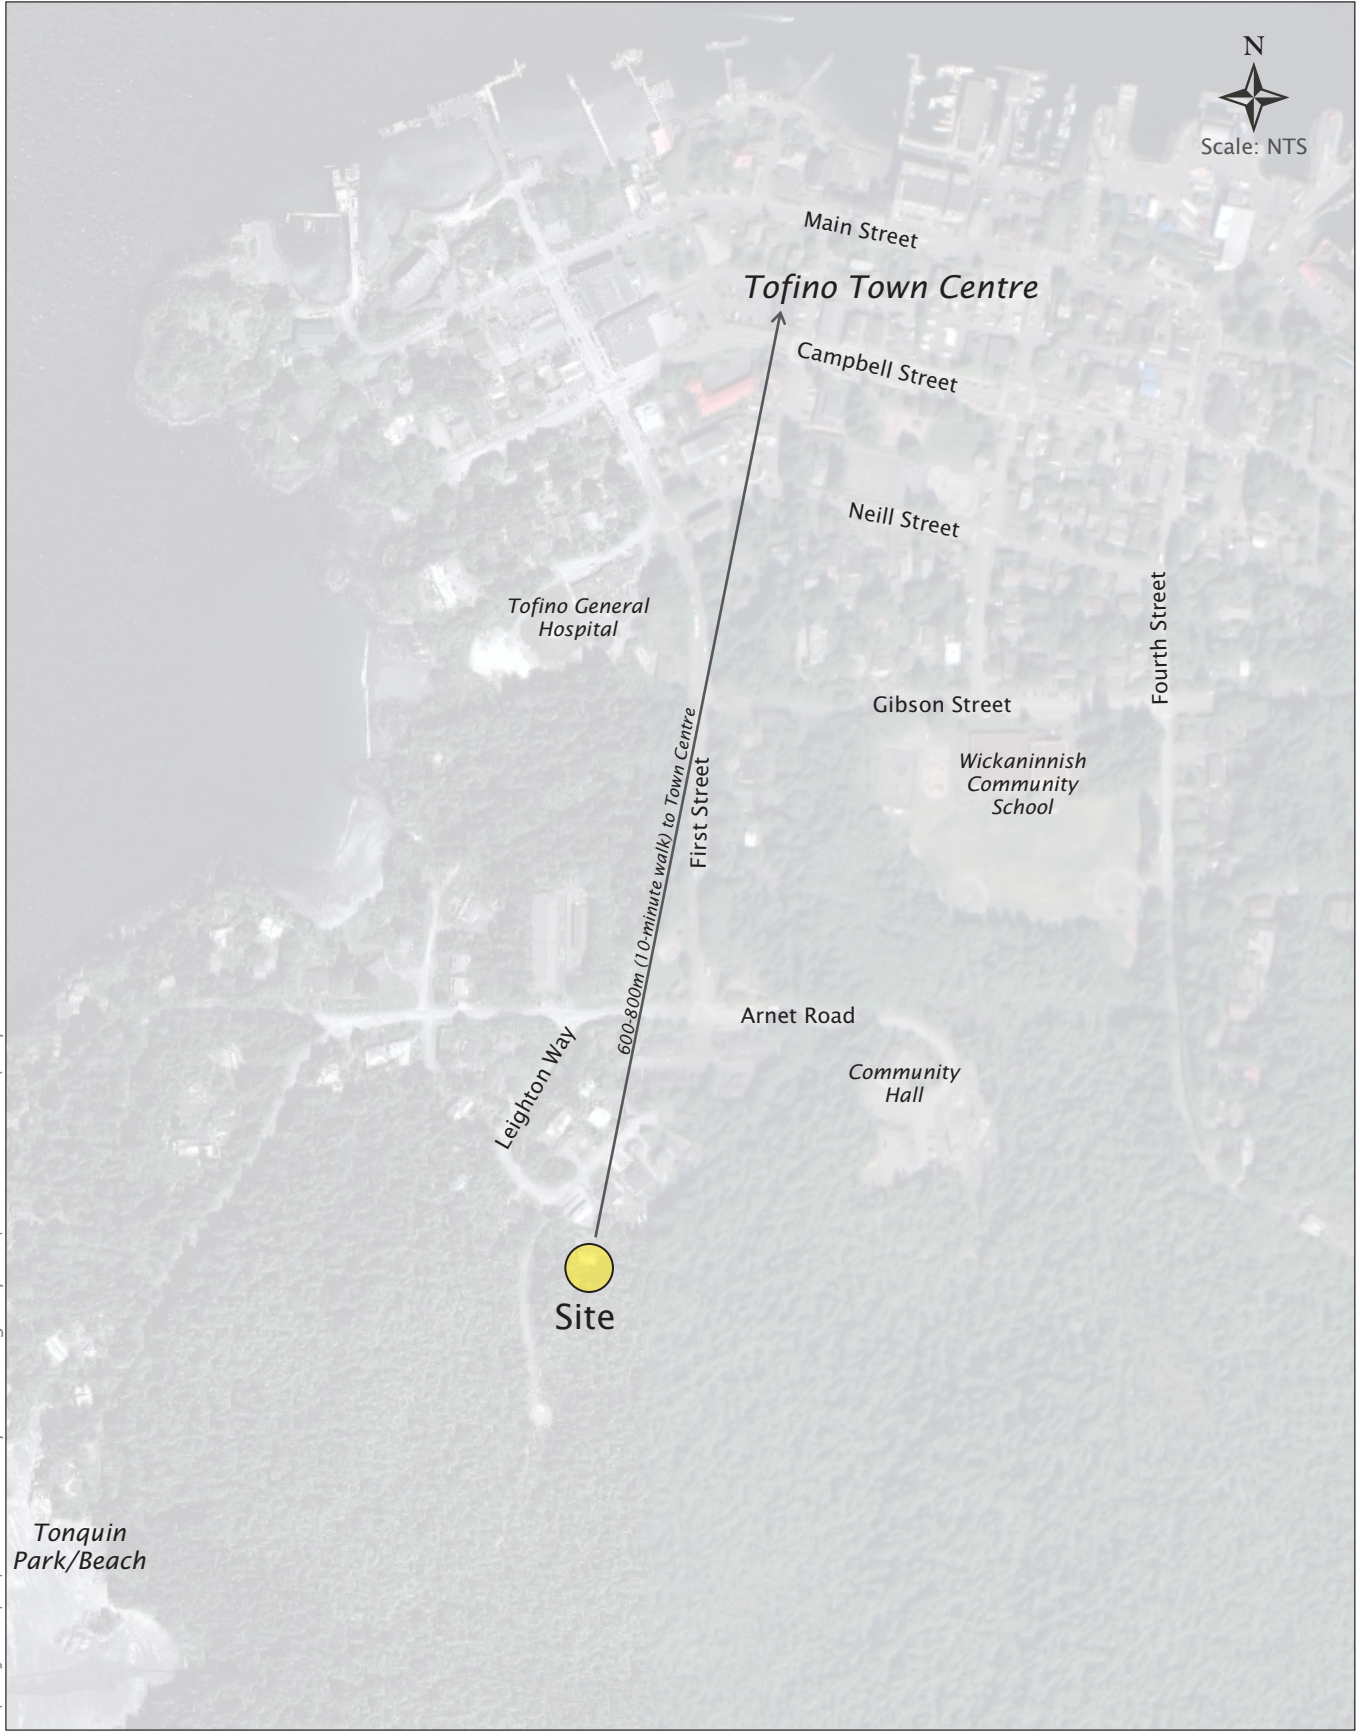 N
Scale: NTS
Main Street
Tofino Town Centre
Campbell Street
Neill Street
Tofino General
Hospital
Fourth Street
Gibson Street
600-800m (10-minute walk) to Town Centre
First Street
Wickaninnish
Community
School
Arnet Road
Leighton Way
Community
Hall
Site
Tonquin
Park/Beach